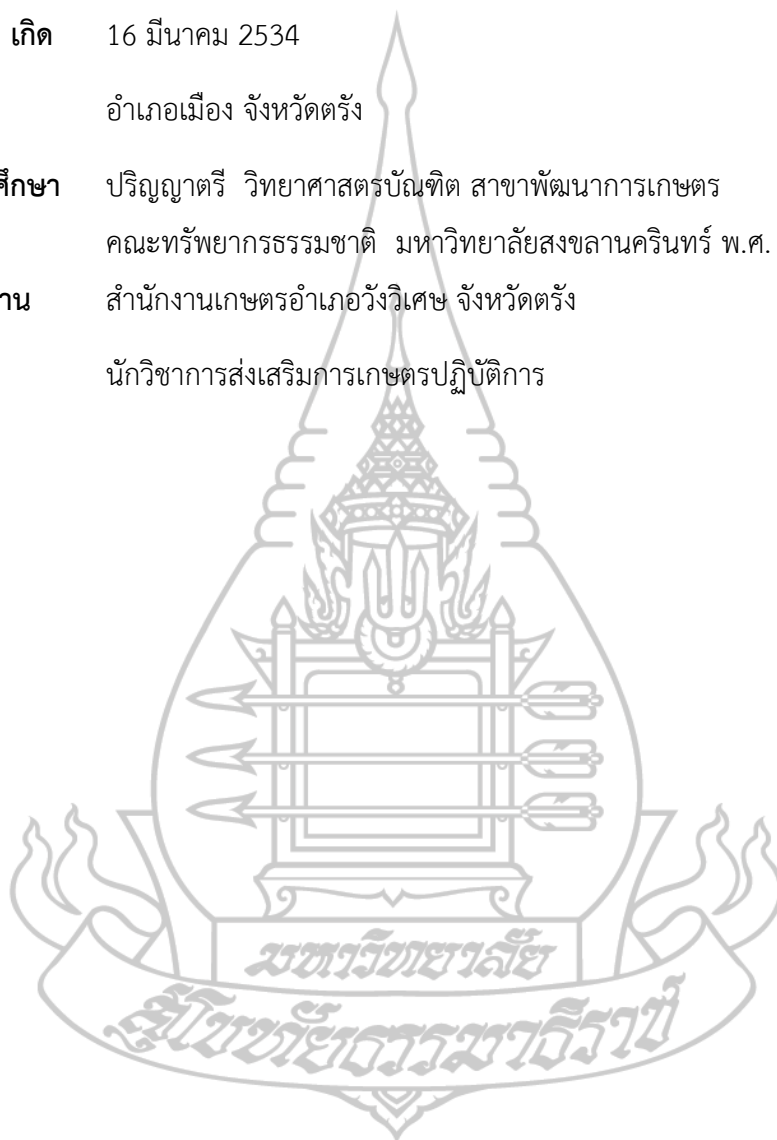 เกิด 16 มีนาคม 2534
อำเภอเมือง จังหวัดตรัง
ศึกษา ปริญญาตรี วิทยาศาสตรบัณฑิต สาขาพัฒนาการเกษตร
คณะทรัพยากรธรรมชาติ มหาวิทยาลัยสงขลานครินทร์ พ.ศ.
าน สำนักงานเกษตรอำเภอวังวิเศษ จังหวัดตรัง
นักวิชาการส่งเสริมการเกษตรปฏิบัติการ
มหาวิทยาลัย
สุโขทัยธรรมาธิราช